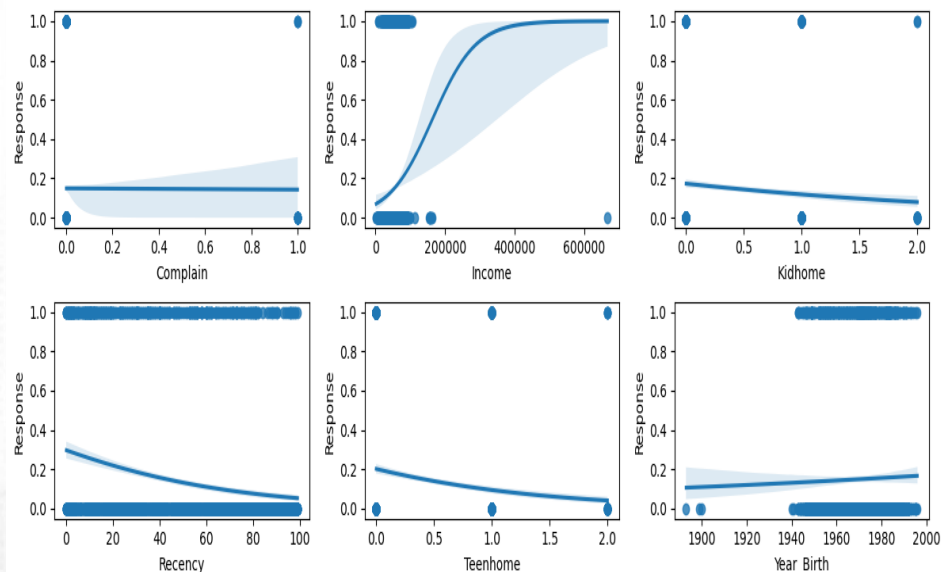 1.0 1.0 1.0
0.8 0.8 0.8
0.6 0.6 0.6
0.4 0.4 0.4
0.2 0.2 0.2
0.0 0.0 0.0
Response Response Response
0.0 0.2 0.4 0.6 0.8 1.0 0 200000 400000 600000 0.0 0.5 1.0 1.5 2.0
Complain Income Kidhome
1.0 1.0 1.0
0.8 0.8 0.8
0.6 0.6 0.6
0.4 0.4 0.4
0.2 0.2 0.2
0.0 0.0 0.0
Response Response Response
0 20 40 60 80 100 0.0 0.5 1.0 1.5 2.0 1900 1920 1940 1960 1980 2000
Recency Teenhome Year Birth